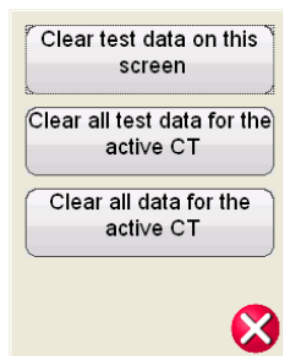 Clear test data on this
screen
Clear all test data for the
active CT
Clear all data for the
active CT